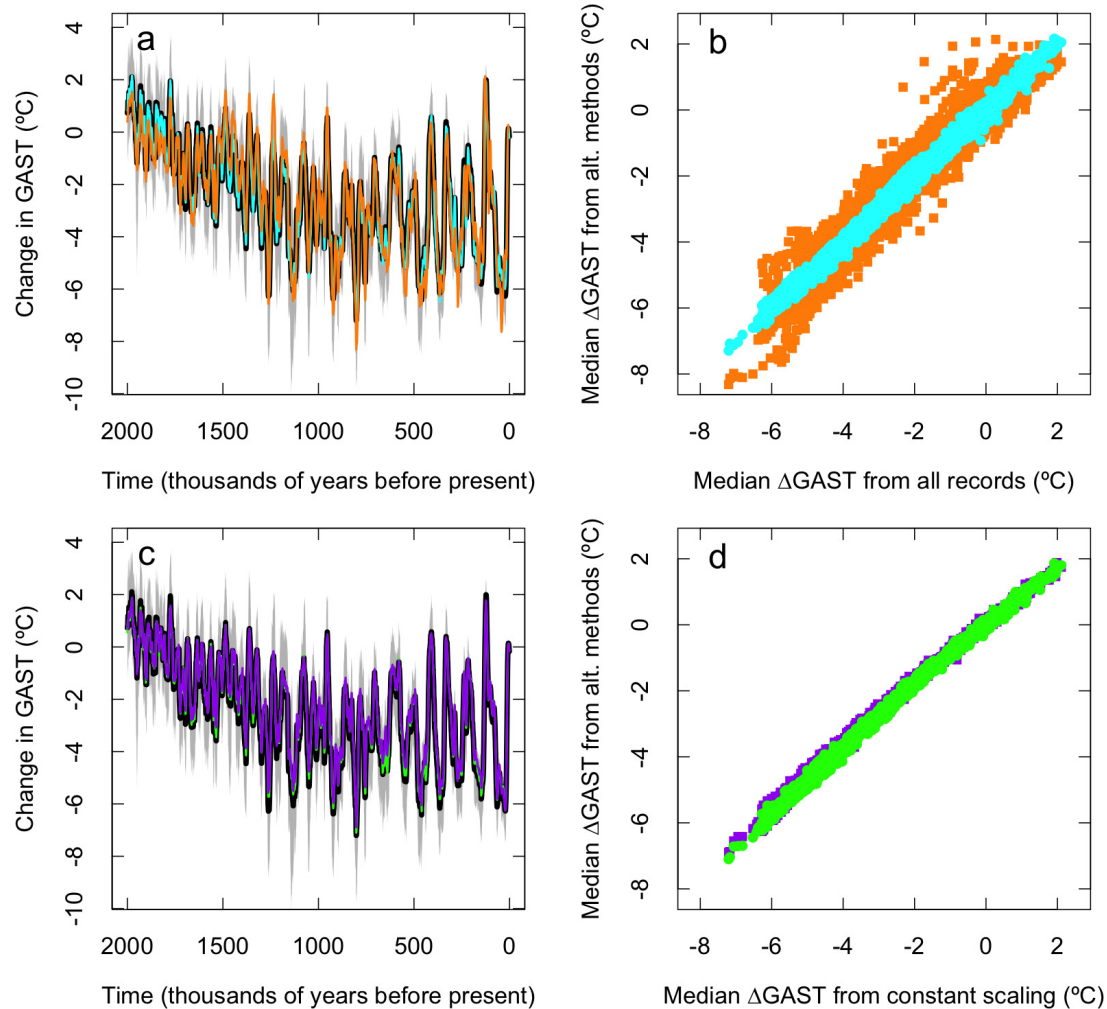 a
Change in GAST (ºC)
4
2
0
-2
-4
-6
-8
-10
2000 1500 1000 500 0
Time (thousands of years before present)
b
Median ΔGAST from alt. methods (ºC)
2
0
-2
-4
-6
-8
-8 -6 -4 -2 0 2
Median ΔGAST from all records (ºC)
c
Change in GAST (ºC)
4
2
0
-2
-4
-6
-8
-10
2000 1500 1000 500 0
Time (thousands of years before present)
d
Median ΔGAST from alt. methods (ºC)
2
0
-2
-4
-6
-8
-8 -6 -4 -2 0 2
Median ΔGAST from constant scaling (ºC)